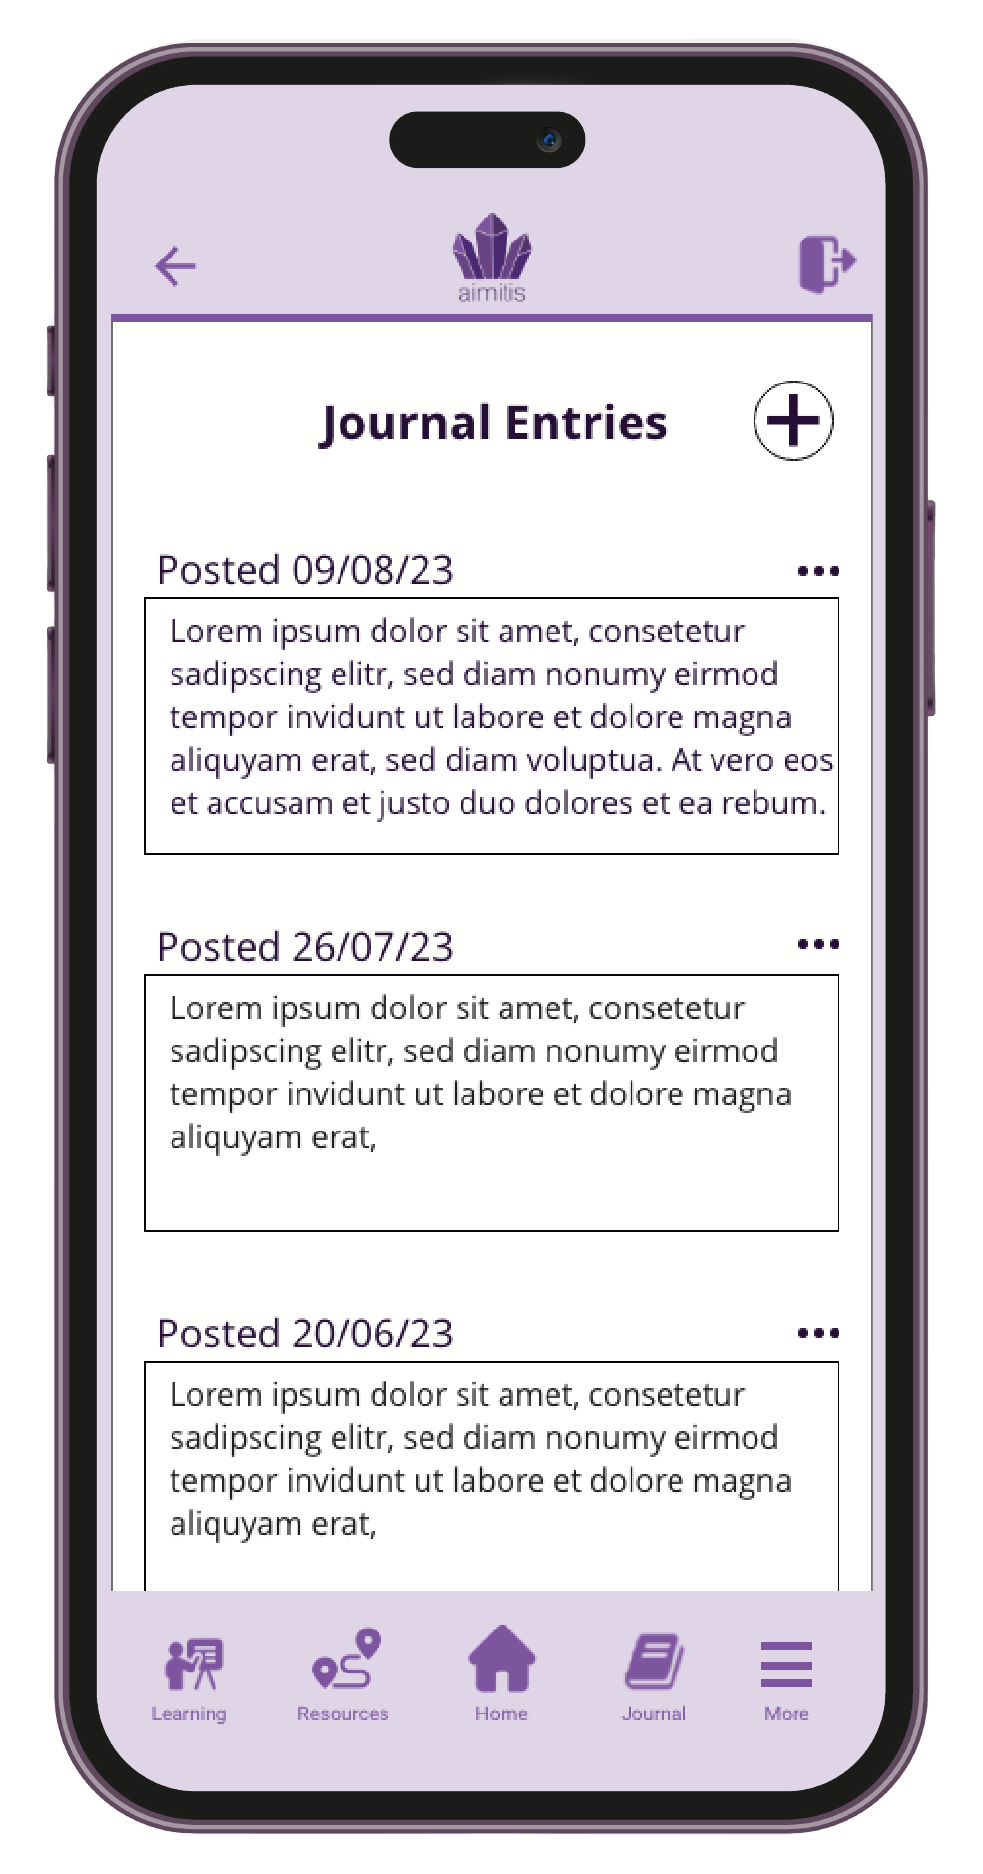 aimitis
Journal Entries
Posted 09/08/23
Lorem ipsum dolor sit amet, consetetur
sadipscing elitr, sed diam nonumy eirmod
tempor invidunt ut labore et dolore magna
aliquyam erat, sed diam voluptua. At vero eos
et accusam et justo duo dolores et ea rebum.
Posted 26/07/23
Lorem ipsum dolor sit amet, consetetur
sadipscing elitr, sed diam nonumy eirmod
tempor invidunt ut labore et dolore magna
aliquyam erat,
Posted 20/06/23
Lorem ipsum dolor sit amet, consetetur
sadipscing elitr, sed diam nonumy eirmod
tempor invidunt ut labore et dolore magna
aliquyam erat,
Learning Resources Home Journal More